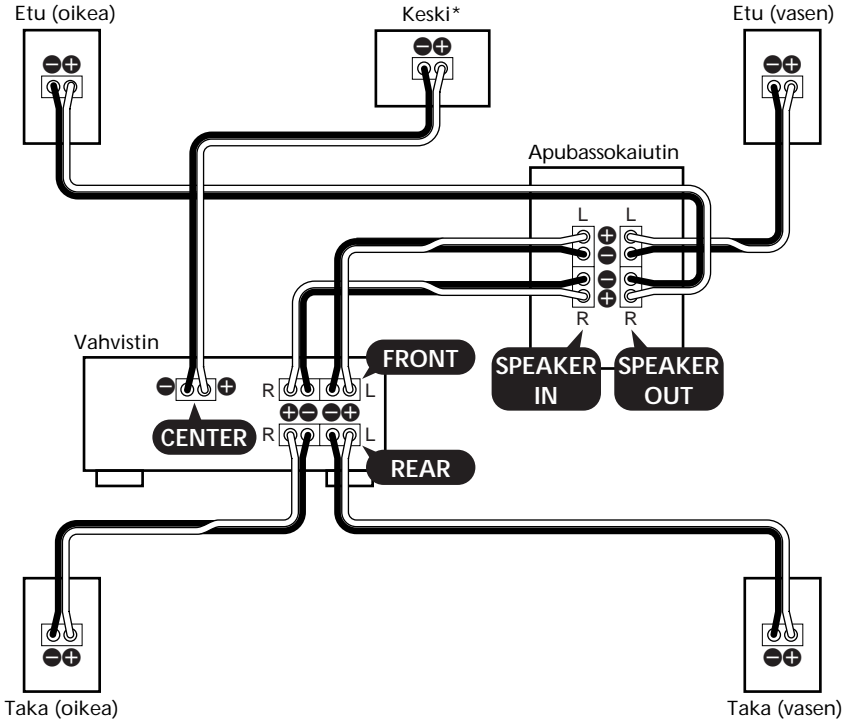 Etu (oikea)
Keski*
Etu (vasen)
Apubassokaiutin
L L
R R
SPEAKER
IN
SPEAKER
OUT
Vahvistin
FRONT
R L
CENTER
R L
REAR
Taka (oikea)
Taka (vasen)